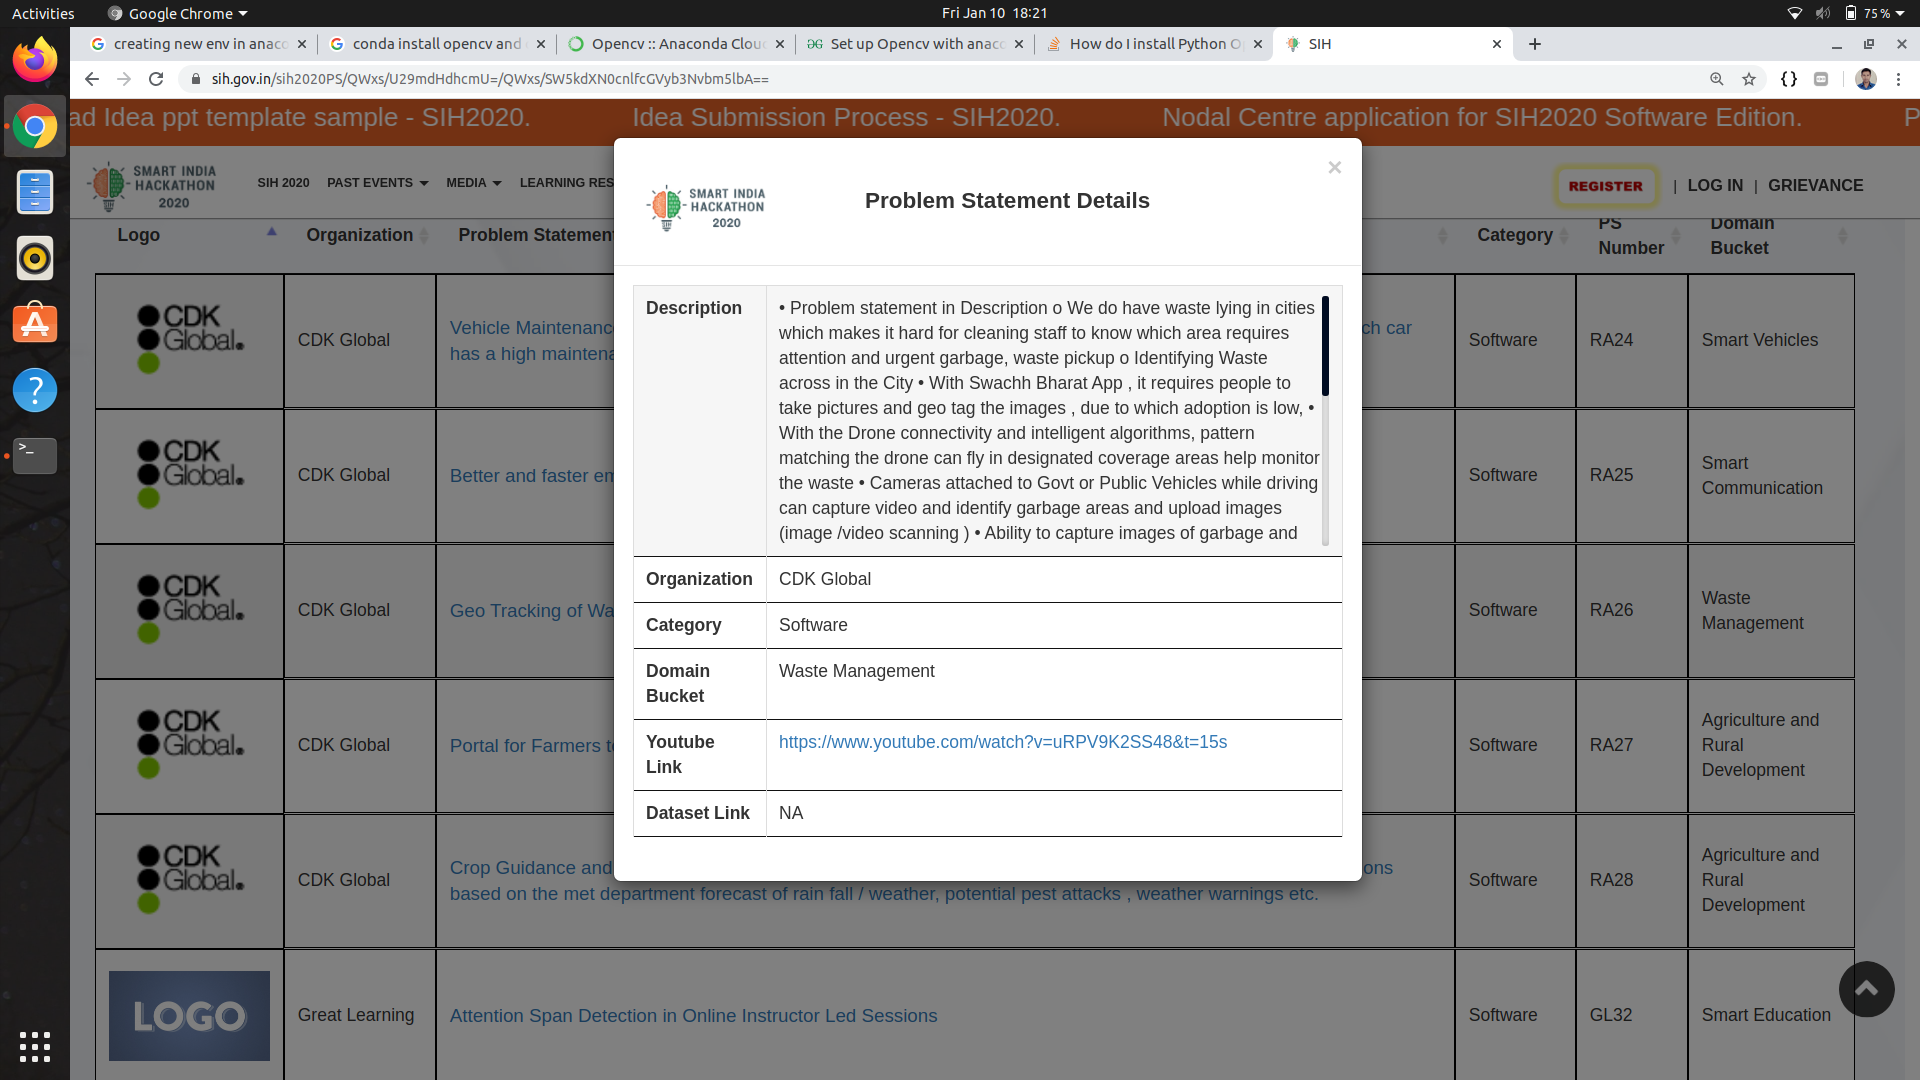 Activities
Google Chrome
Fri Jan 10 18:21
75 %
creating new env in anaco
conda install opencv and
Opencv :: Anaconda Clou
Set up Opencv with anaco
How do I install Python O
SIH
sih.gov.in/sih2020PS/QWxs/U29mdHdhcmU=/QWxs/SW5kdXN0cnlfcGVyb3Nvbm5lbA==
ad Idea ppt template sample - SIH2020. Idea Submission Process - SIH2020. Nodal Centre application for SIH2020 Software Edition. P
SMART INDIA
HACKATHON
2020
SIH 2020 PAST EVENTS MEDIA LEARNING RES
REGISTER | LOG IN | GRIEVANCE
Logo Organization Problem Statement Category PS Number Domain Bucket
CDK Global. CDK Global Vehicle Maintenanc ch car
has a high maintena
Software RA24 Smart Vehicles
CDK Global. CDK Global Better and faster em Software RA25 Smart Communication
CDK Global. CDK Global Geo Tracking of Wa Software RA26 Waste Management
CDK Global. CDK Global Portal for Farmers to Software RA27 Agriculture and Rural Development
CDK Global. CDK Global Crop Guidance and ons
based on the met department forecast of rain fall / weather, potential pest attacks , weather warnings etc.
Software RA28 Agriculture and Rural Development
LOGO Great Learning Attention Span Detection in Online Instructor Led Sessions Software GL32 Smart Education
×
SMART INDIA
HACKATHON
2020
Problem Statement Details
Description
• Problem statement in Description o We do have waste lying in cities
which makes it hard for cleaning staff to know which area requires
attention and urgent garbage, waste pickup o Identifying Waste
across in the City • With Swachh Bharat App , it requires people to
take pictures and geo tag the images , due to which adoption is low, •
With the Drone connectivity and intelligent algorithms, pattern
matching the drone can fly in designated coverage areas help monitor
the waste • Cameras attached to Govt or Public Vehicles while driving
can capture video and identify garbage areas and upload images
(image /video scanning ) • Ability to capture images of garbage and
Organization CDK Global
Category Software
Domain Bucket Waste Management
Youtube Link https://www.youtube.com/watch?v=uRPV9K2SS48&t=15s
Dataset Link NA